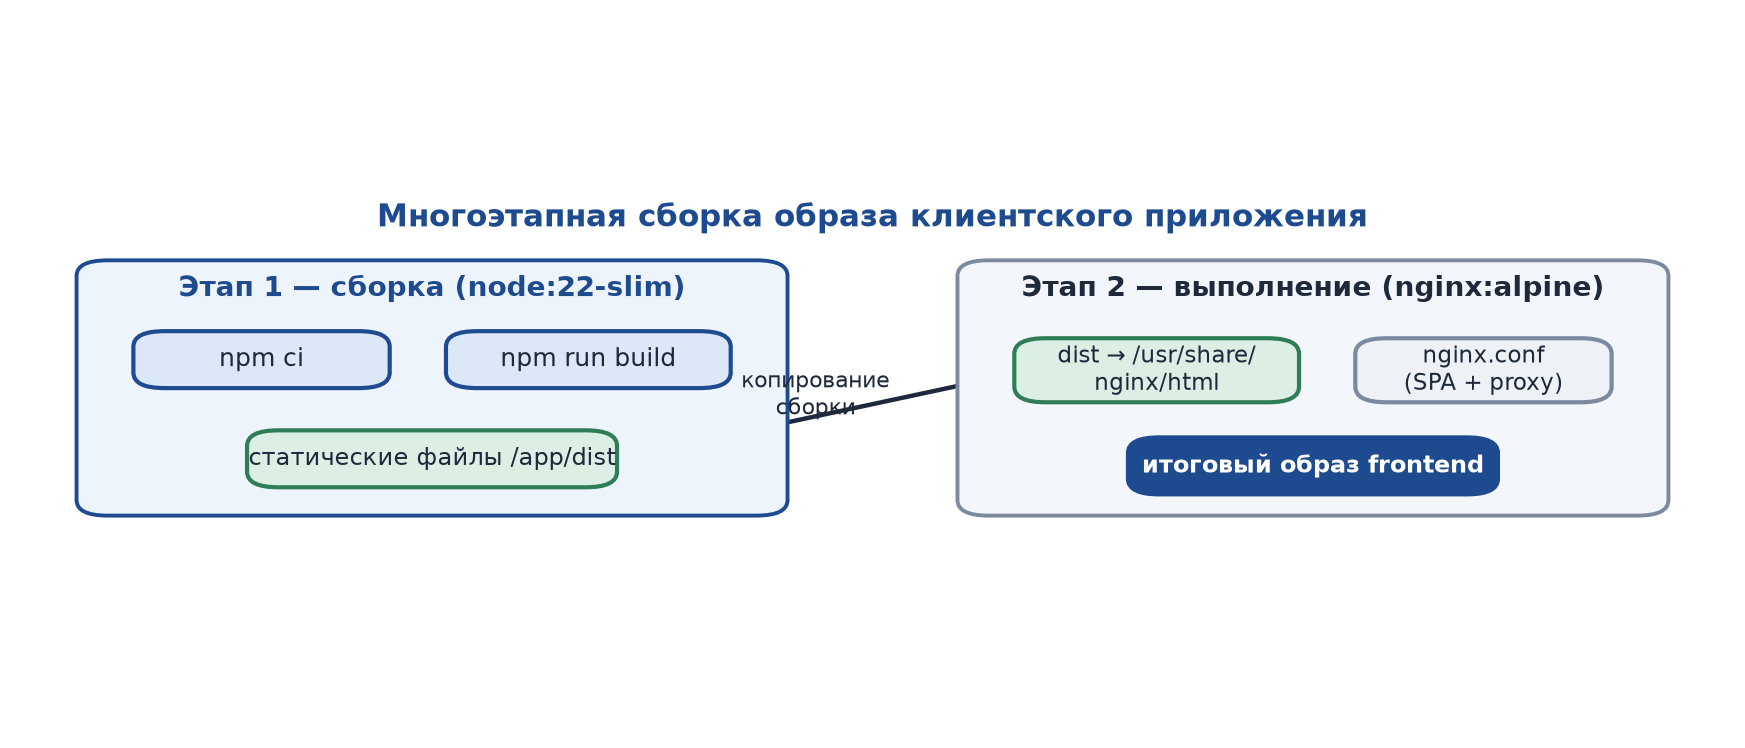 Многоэтапная сборка образа клиентского приложения
Этап 1 — сборка (node:22-slim)
npm ci
npm run build
статические файлы /app/dist
копирование
сборки
Этап 2 — выполнение (nginx:alpine)
dist → /usr/share/
nginx/html
nginx.conf
(SPA + proxy)
итоговый образ frontend